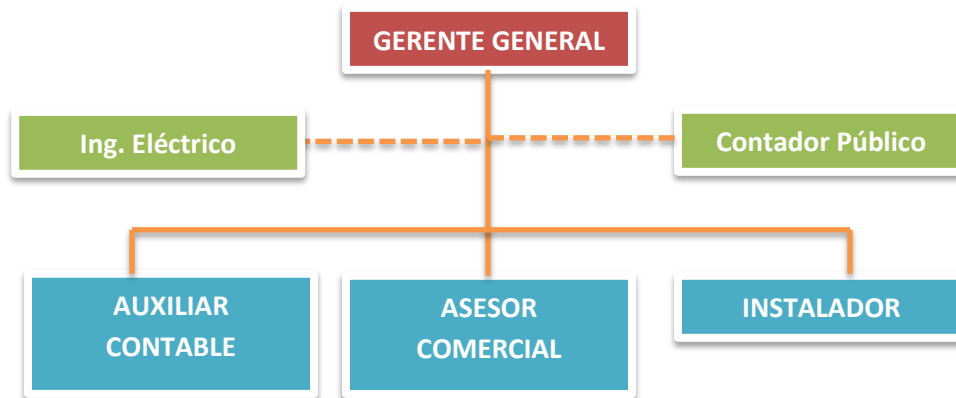 GERENTE GENERAL
Ing. Eléctrico
Contador Público
AUXILIAR
CONTABLE
ASESOR
COMERCIAL
INSTALADOR